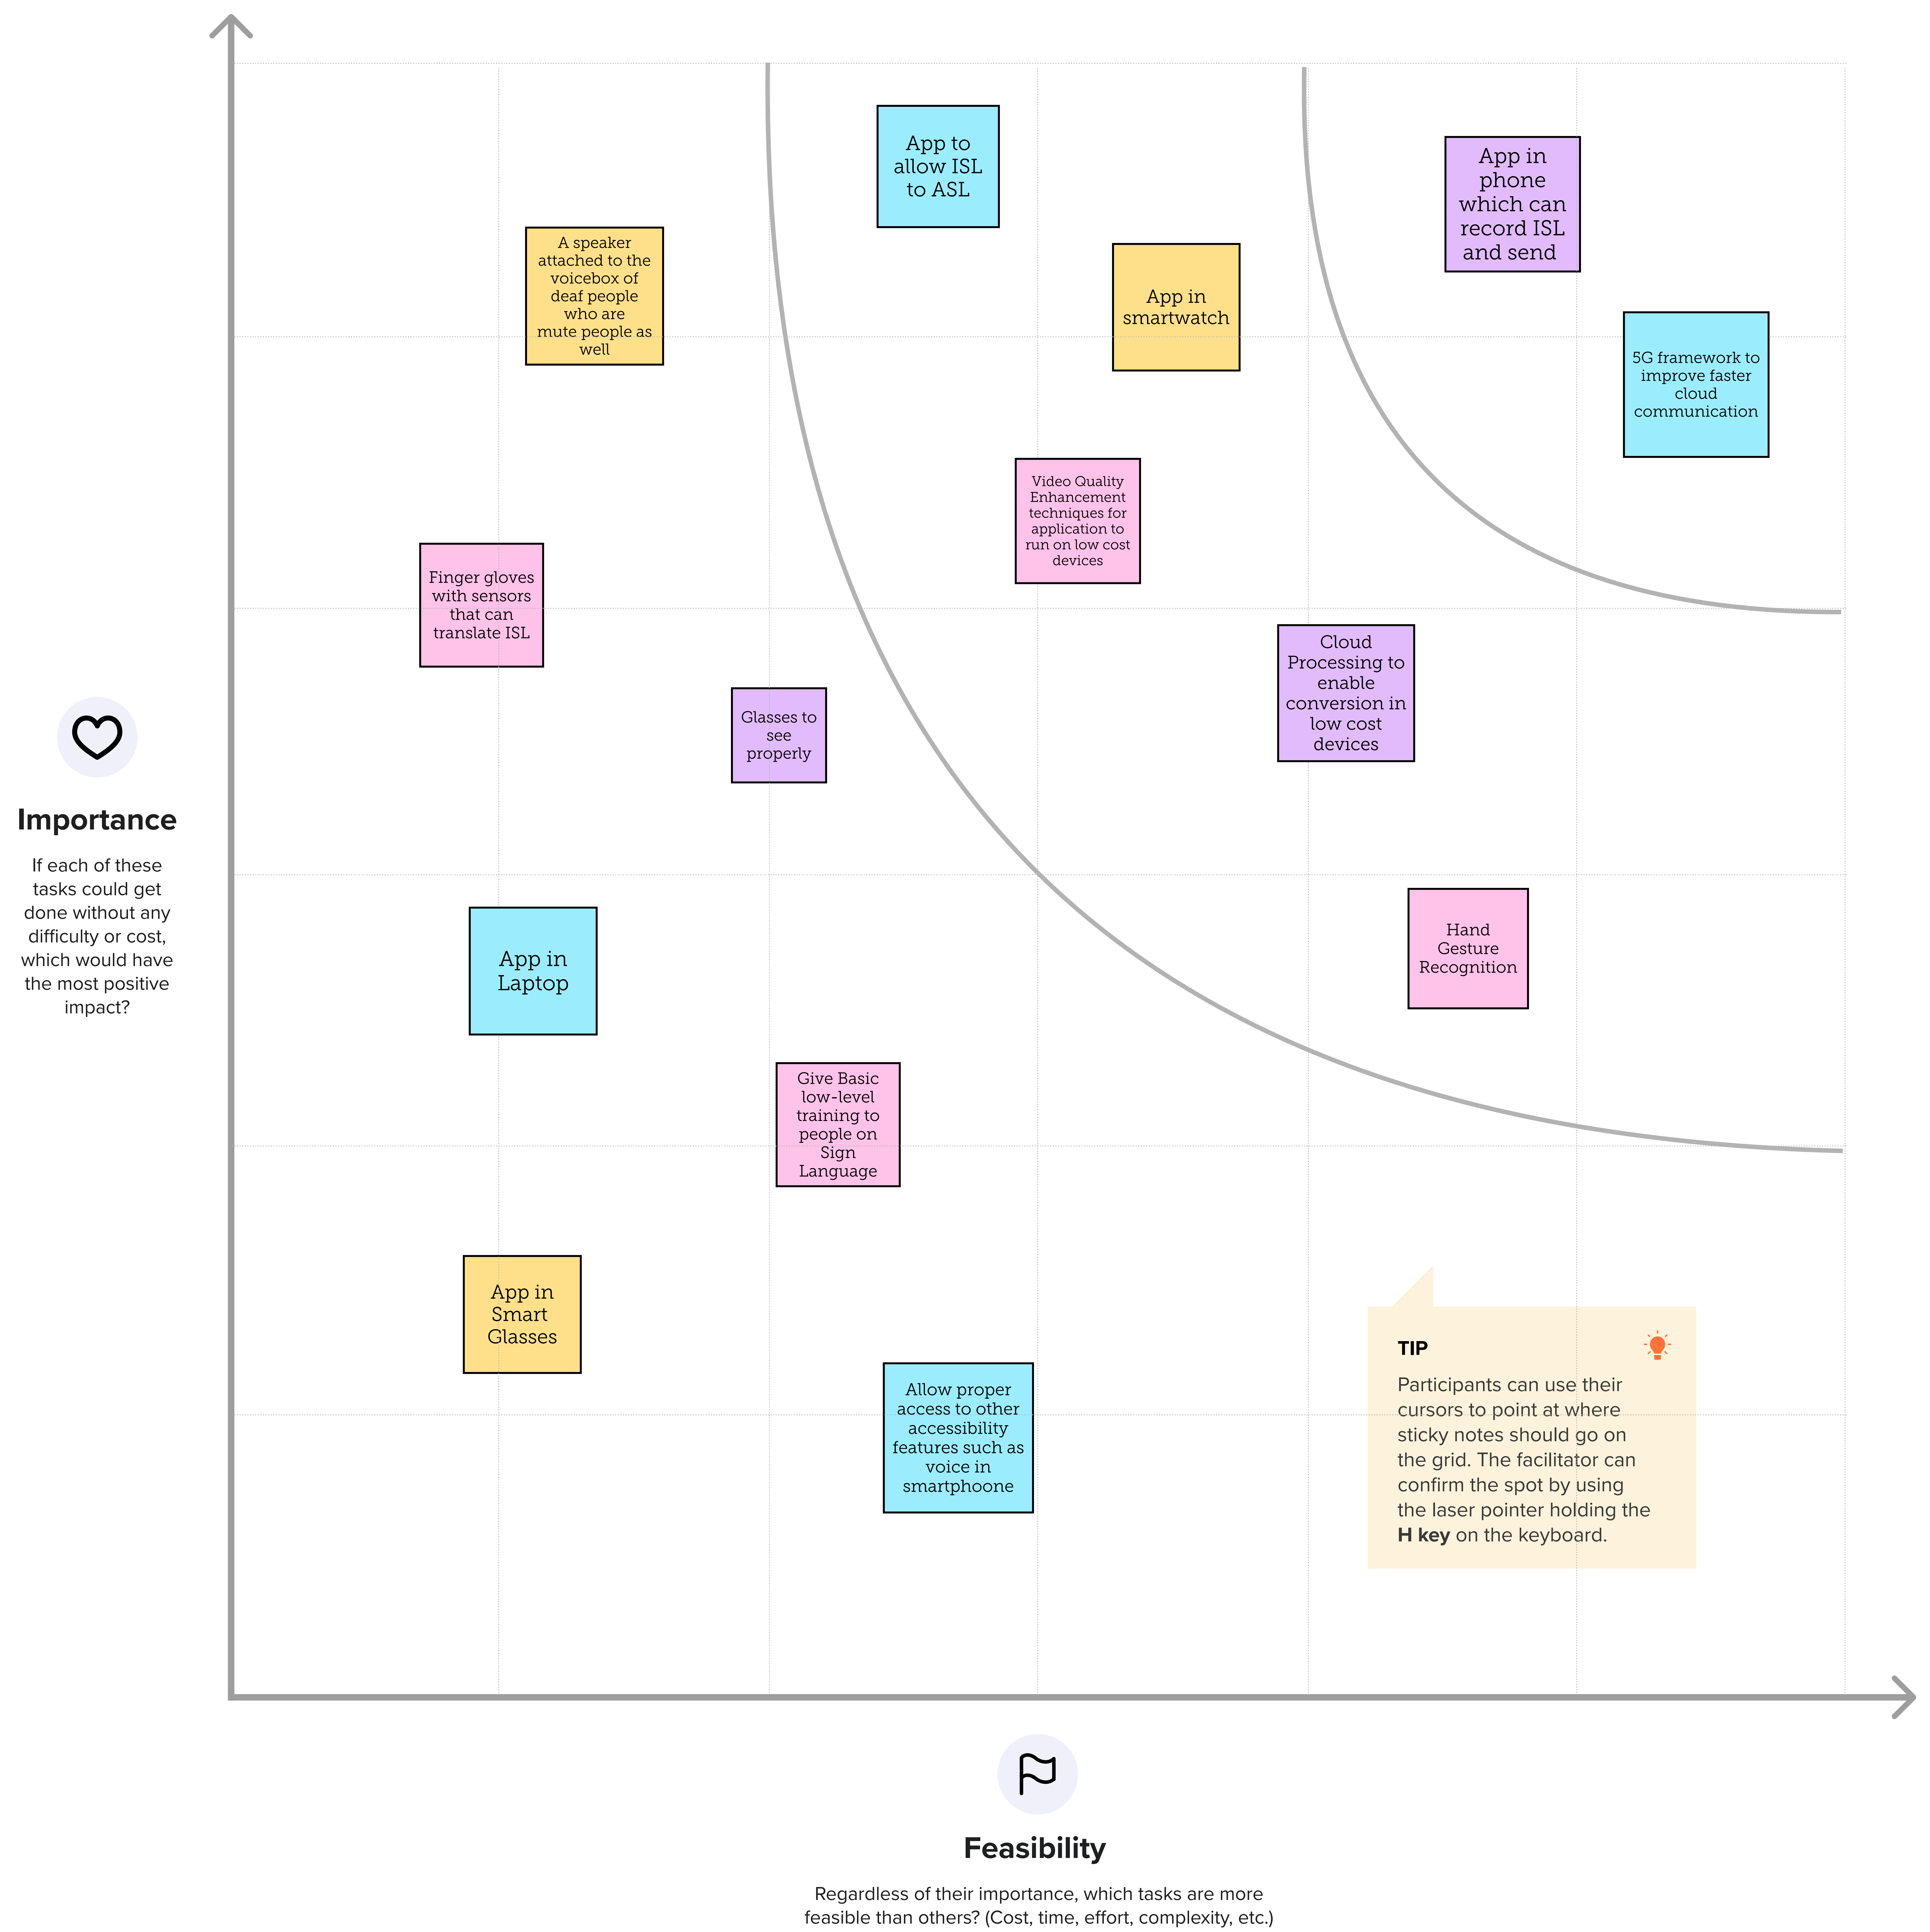 App to
allow ISL
to ASL
App in
phone
which can
record ISL
and send
A speaker
attached to the
voicebox of
deaf people
who are
mute people as
well
App in
smartwatch
5G framework to
improve faster
cloud
communication
Video Quality
Enhancement
techniques for
application to
run on low cost
devices
Finger gloves
with sensors
that can
translate ISL
Cloud
Processing to
enable
conversion in
low cost
devices
Glasses to
see
properly
Importance
If each of these
tasks could get
done without any
difficulty or cost,
which would have
the most positive
impact?
Hand
Gesture
Recognition
App in
Laptop
Give Basic
low-level
training to
people on
Sign
Language
App in
Smart
Glasses
Allow proper
access to other
accessibility
features such as
voice in
smartphoone
TIP
Participants can use their
cursors to point at where
sticky notes should go on
the grid. The facilitator can
confirm the spot by using
the laser pointer holding the
H key on the keyboard.
Feasibility
Regardless of their importance, which tasks are more
feasible than others? (Cost, time, effort, complexity, etc.)